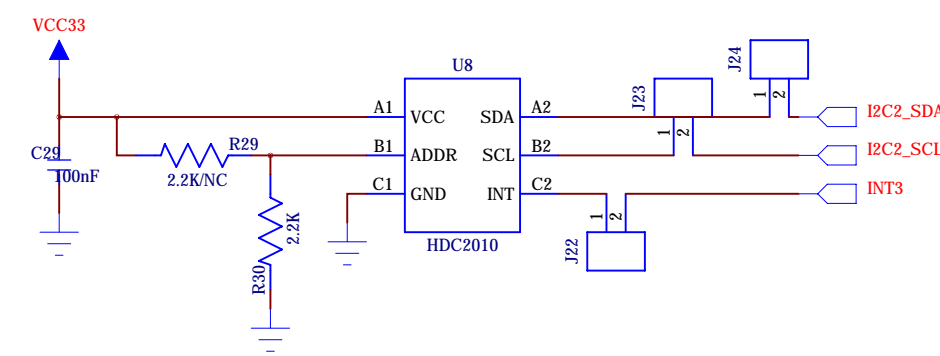 VCC33
U8
J24
J23
A1
VCC
SDA
A2
1
2
I2C2_SDA
C29
100nF
R29
2.2K/NC
B1
ADDR
SCL
B2
1
2
I2C2_SCL
C1
GND
INT
C2
INT3
2.2K
R30
HDC2010
1
2
J22